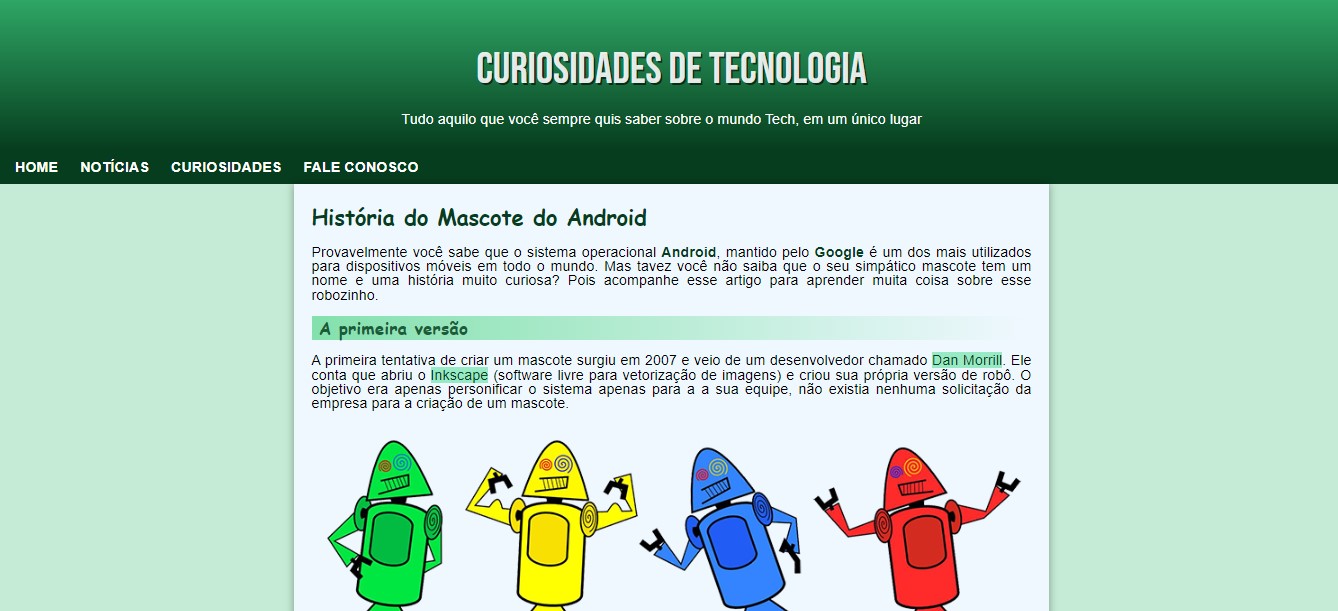 CURIOSIDADES DE TECNOLOGIA
Tudo aquilo que você sempre quis saber sobre o mundo Tech, em um único lugar
HOME NOTÍCIAS CURIOSIDADES FALE CONOSCO
História do Mascote do Android
Provavelmente você sabe que o sistema operacional Android, mantido pelo Google é um dos mais utilizados
para dispositivos móveis em todo o mundo. Mas tavez você não saiba que o seu simpático mascote tem um
nome e uma história muito curiosa? Pois acompanhe esse artigo para aprender muita coisa sobre esse
robozinho.
A primeira versão
A primeira tentativa de criar um mascote surgiu em 2007 e veio de um desenvolvedor chamado Dan Morrill. Ele
conta que abriu o Inkscape (software livre para vetorização de imagens) e criou sua própria versão de robô. O
objetivo era apenas personificar o sistema apenas para a a sua equipe, não existia nenhuma solicitação da
empresa para a criação de um mascote.